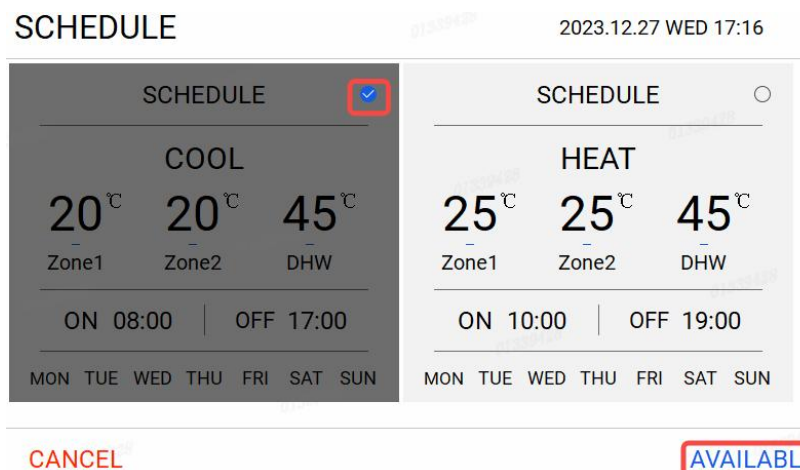 SCHEDULE 2023.12.27 WED 17:16
SCHEDULE
COOL
20℃ 20℃ 45℃
Zone1 Zone2 DHW
ON 08:00 OFF 17:00
MON TUE WED THU FRI SAT SUN
SCHEDULE
HEAT
25℃ 25℃ 45℃
Zone1 Zone2 DHW
ON 10:00 OFF 19:00
MON TUE WED THU FRI SAT SUN
CANCEL AVAILABL